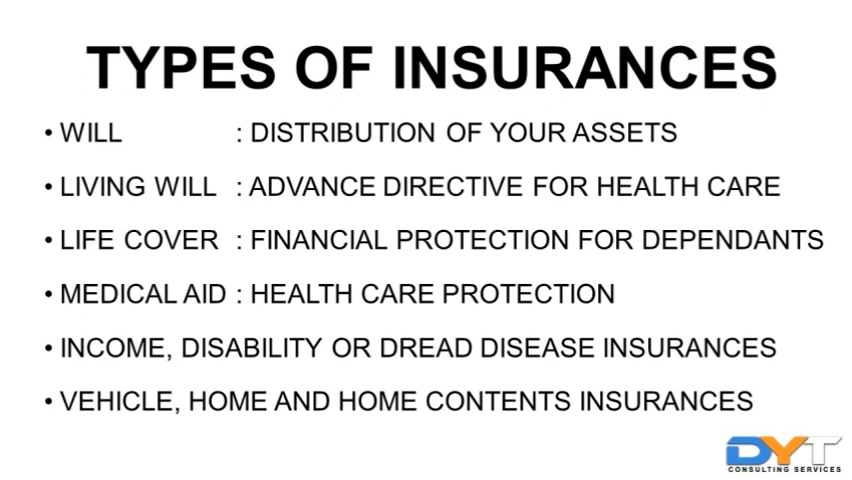 TYPES OF INSURANCES
• WILL : DISTRIBUTION OF YOUR ASSETS
• LIVING WILL : ADVANCE DIRECTIVE FOR HEALTH CARE
• LIFE COVER : FINANCIAL PROTECTION FOR DEPENDANTS
• MEDICAL AID : HEALTH CARE PROTECTION
• INCOME, DISABILITY OR DREAD DISEASE INSURANCES
• VEHICLE, HOME AND HOME CONTENTS INSURANCES
DYT
CONSULTING SERVICES